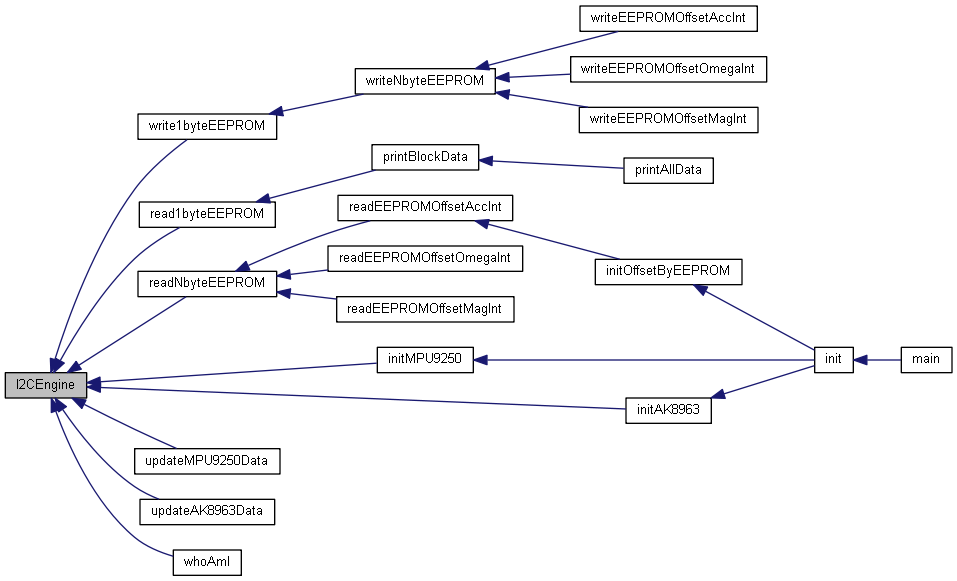 writeEEPROMOffsetAccInt
writeEEPROMOffsetOmegaInt
writeNbyteEEPROM
writeEEPROMOffsetMagInt
write1byteEEPROM
printBlockData
printAllData
readEEPROMOffsetAccInt
read1byteEEPROM
readEEPROMOffsetOmegaInt
initOffsetByEEPROM
readNbyteEEPROM
readEEPROMOffsetMagInt
initMPU9250
init
main
I2CEngine
initAK8963
updateMPU9250Data
updateAK8963Data
whoAmI